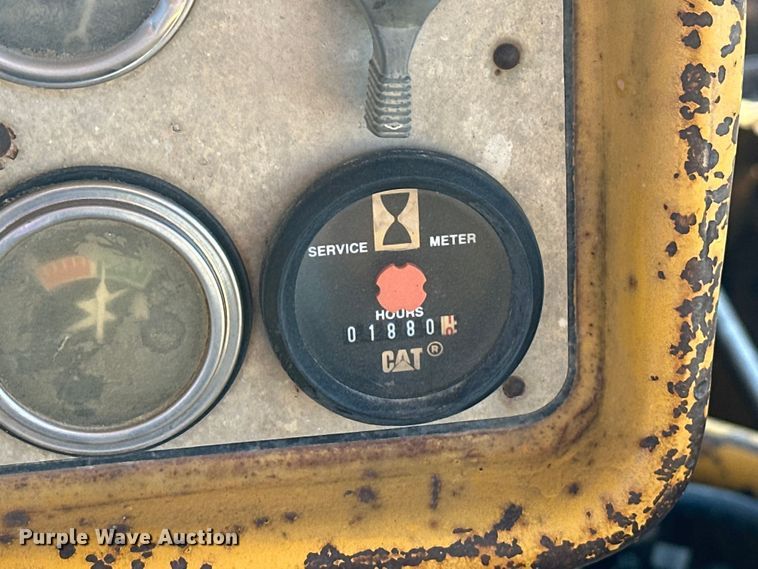 SERVICE METER
HOURS
01880
CAT ®
Purple Wave Auction